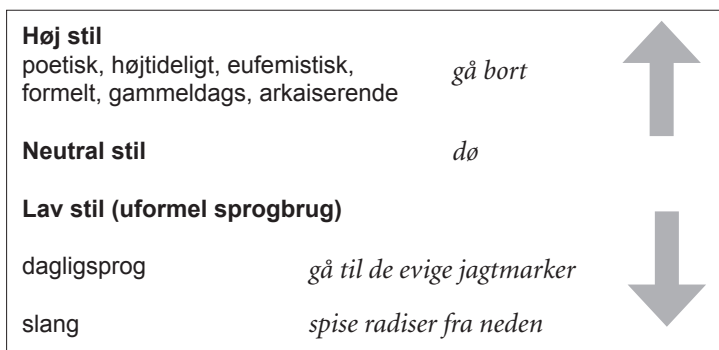 Høj stil
poetisk, højtideligt, eufemistisk,
formelt, gammeldags, arkaiserende
gå bort
Neutral stil
dø
Lav stil (uformel sprogbrug)
dagligsprog
gå til de evige jagtmarker
slang
spise radiser fra neden